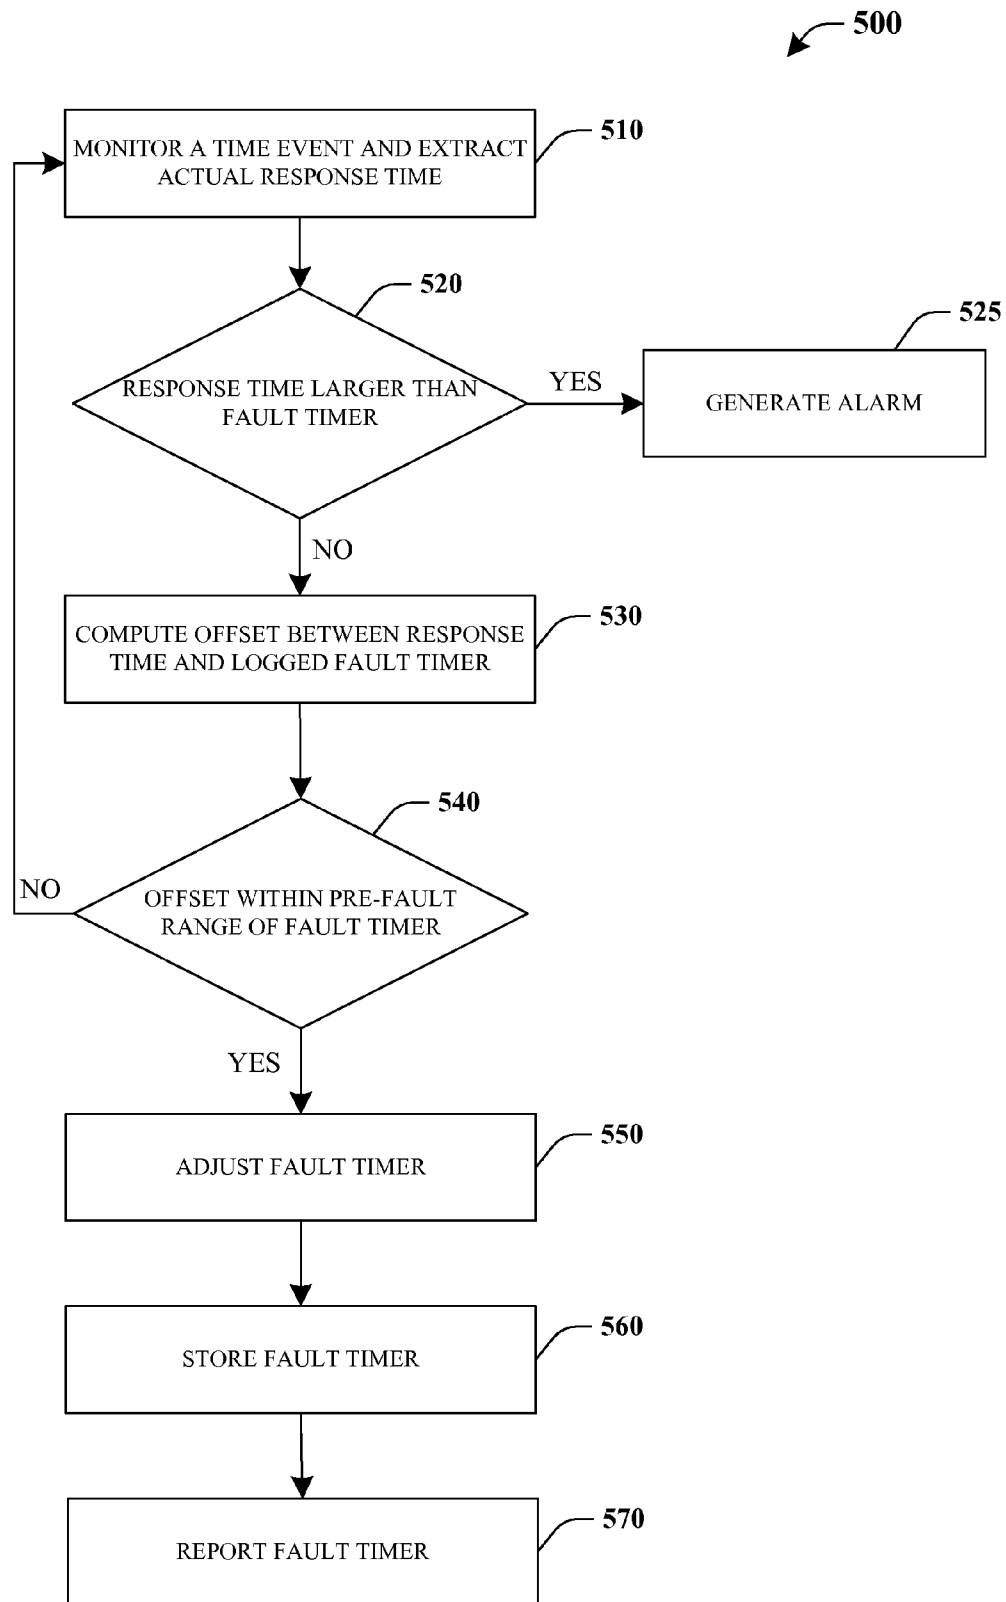 500
510
MONITOR A TIME EVENT AND EXTRACT
ACTUAL RESPONSE TIME
520
525
RESPONSE TIME LARGER THAN
FAULT TIMER
YES
GENERATE ALARM
NO
530
COMPUTE OFFSET BETWEEN RESPONSE
TIME AND LOGGED FAULT TIMER
540
NO
OFFSET WITHIN PRE-FAULT
RANGE OF FAULT TIMER
YES
550
ADJUST FAULT TIMER
560
STORE FAULT TIMER
570
REPORT FAULT TIMER